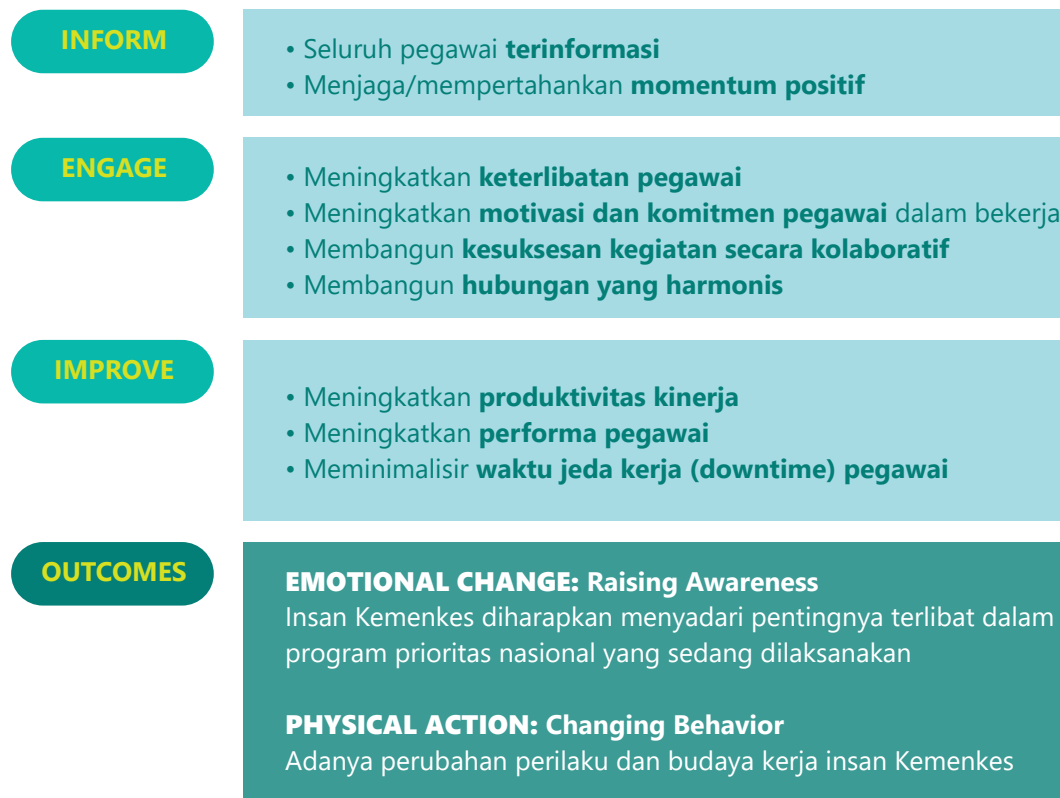 INFORM
• Seluruh pegawai terinformasi
• Menjaga/mempertahankan momentum positif
ENGAGE
• Meningkatkan keterlibatan pegawai
• Meningkatkan motivasi dan komitmen pegawai dalam bekerja
• Membangun kesuksesan kegiatan secara kolaboratif
• Membangun hubungan yang harmonis
IMPROVE
• Meningkatkan produktivitas kinerja
• Meningkatkan performa pegawai
• Meminimalisir waktu jeda kerja (downtime) pegawai
OUTCOMES
EMOTIONAL CHANGE: Raising Awareness
Insan Kemenkes diharapkan menyadari pentingnya terlibat dalam
program prioritas nasional yang sedang dilaksanakan
PHYSICAL ACTION: Changing Behavior
Adanya perubahan perilaku dan budaya kerja insan Kemenkes